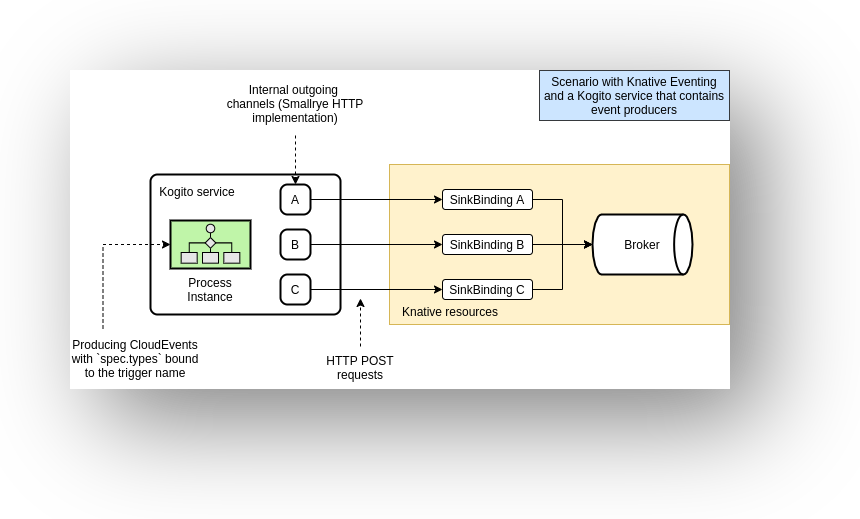 Scenario with Knative Eventing
and a Kogito service that contains
event producers
Internal outgoing
channels (Smallrye HTTP
implementation)
Kogito service
A
B
C
Process
Instance
SinkBinding A
SinkBinding B
SinkBinding C
Broker
Knative resources
Producing CloudEvents
with `spec.types` bound
to the trigger name
HTTP POST
requests